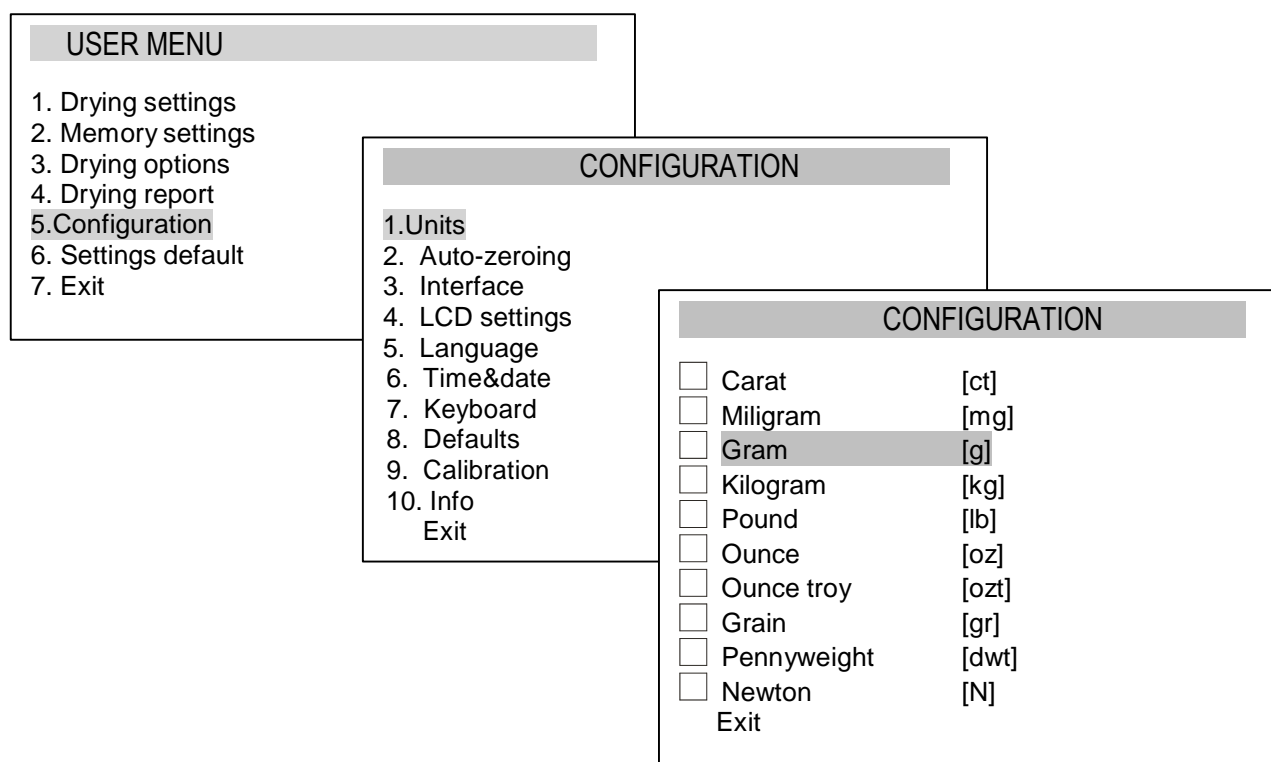 USER MENU
1. Drying settings
2. Memory settings
3. Drying options
4. Drying report
5.Configuration
6. Settings default
7. Exit
CONFIGURATION
1.Units
2. Auto-zeroing
3. Interface
4. LCD settings
5. Language
6. Time&date
7. Keyboard
8. Defaults
9. Calibration
10. Info
Exit
CONFIGURATION
Carat [ct]
Miligram [mg]
Gram [g]
Kilogram [kg]
Pound [lb]
Ounce [oz]
Ounce troy [ozt]
Grain [gr]
Pennyweight [dwt]
Newton [N]
Exit